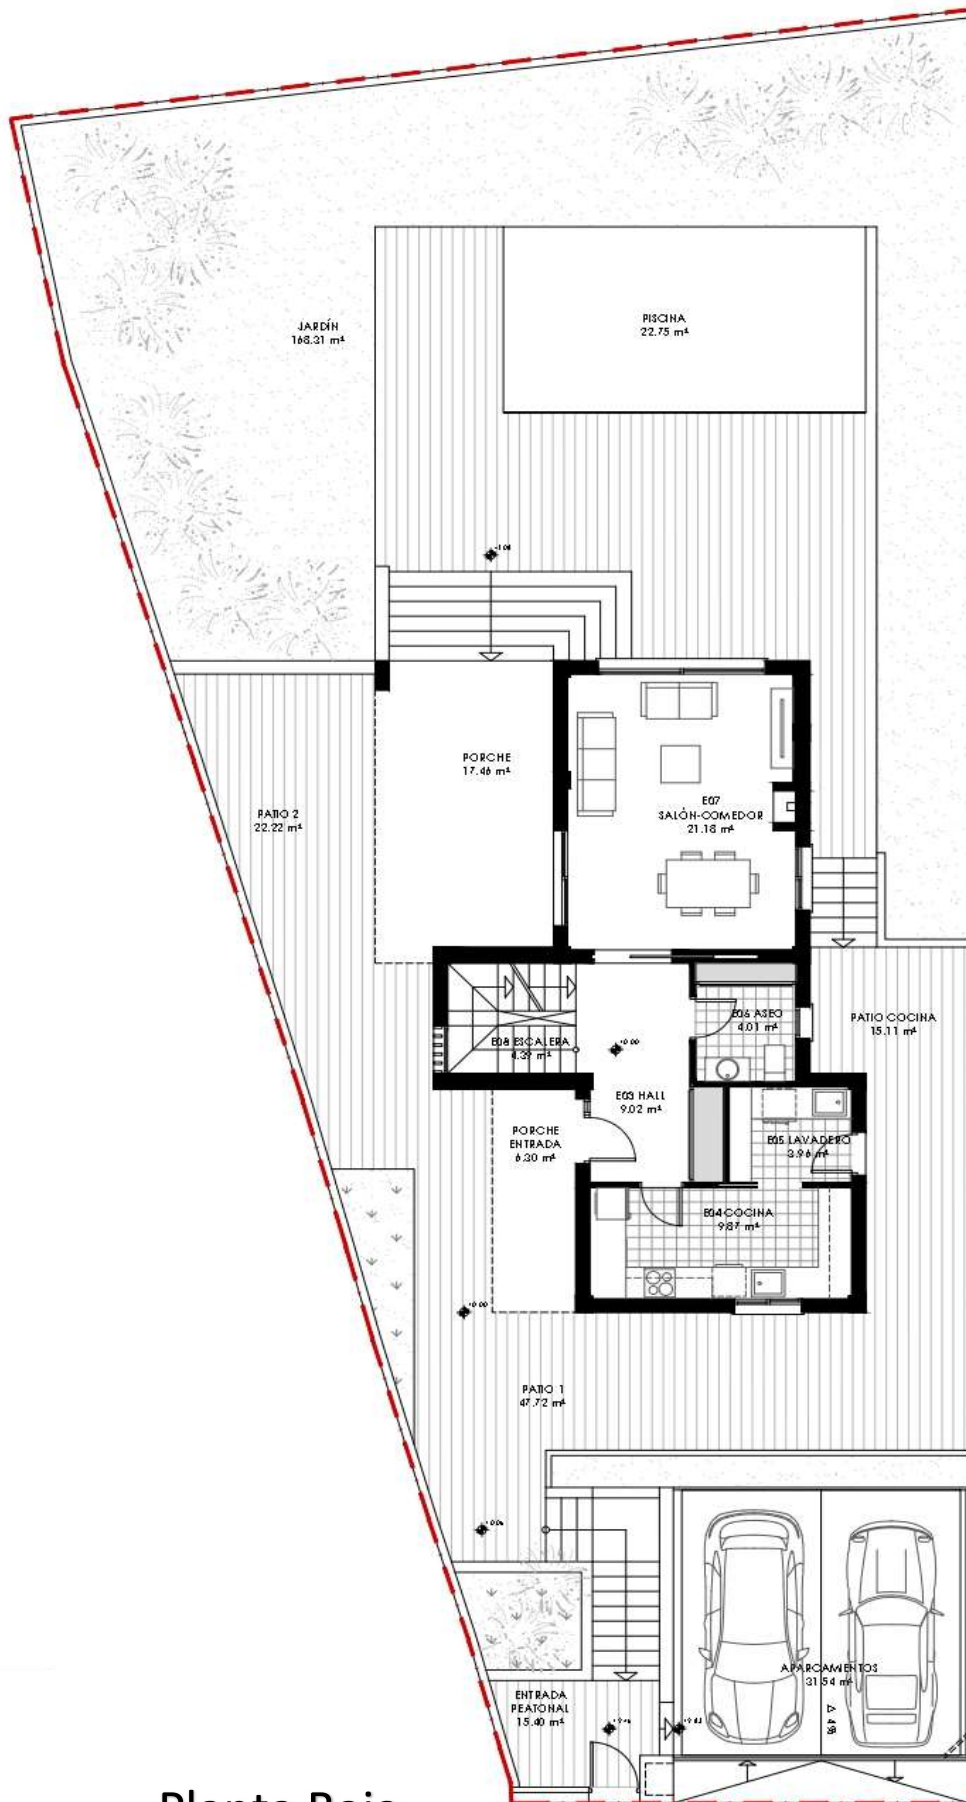 JARDÍN
168.31 m²
PISCINA
22.75 m²
PORCHE
17.46 m²
PATIO 2
22.22 m²
E07
SALÓN-COMEDOR
21.18 m²
E06 ASEO
4.01 m²
PATIO COCINA
15.11 m²
E08 ESCALERA
4.39 m²
E03 HALL
9.02 m²
PORCHE
ENTRADA
6.30 m²
E05 LAVADERO
3.96 m²
E04 COCINA
9.87 m²
PATIO 1
47.72 m²
APARCAMIENTOS
31.54 m²
ENTRADA
PEATONAL
15.40 m²
Planta Baja